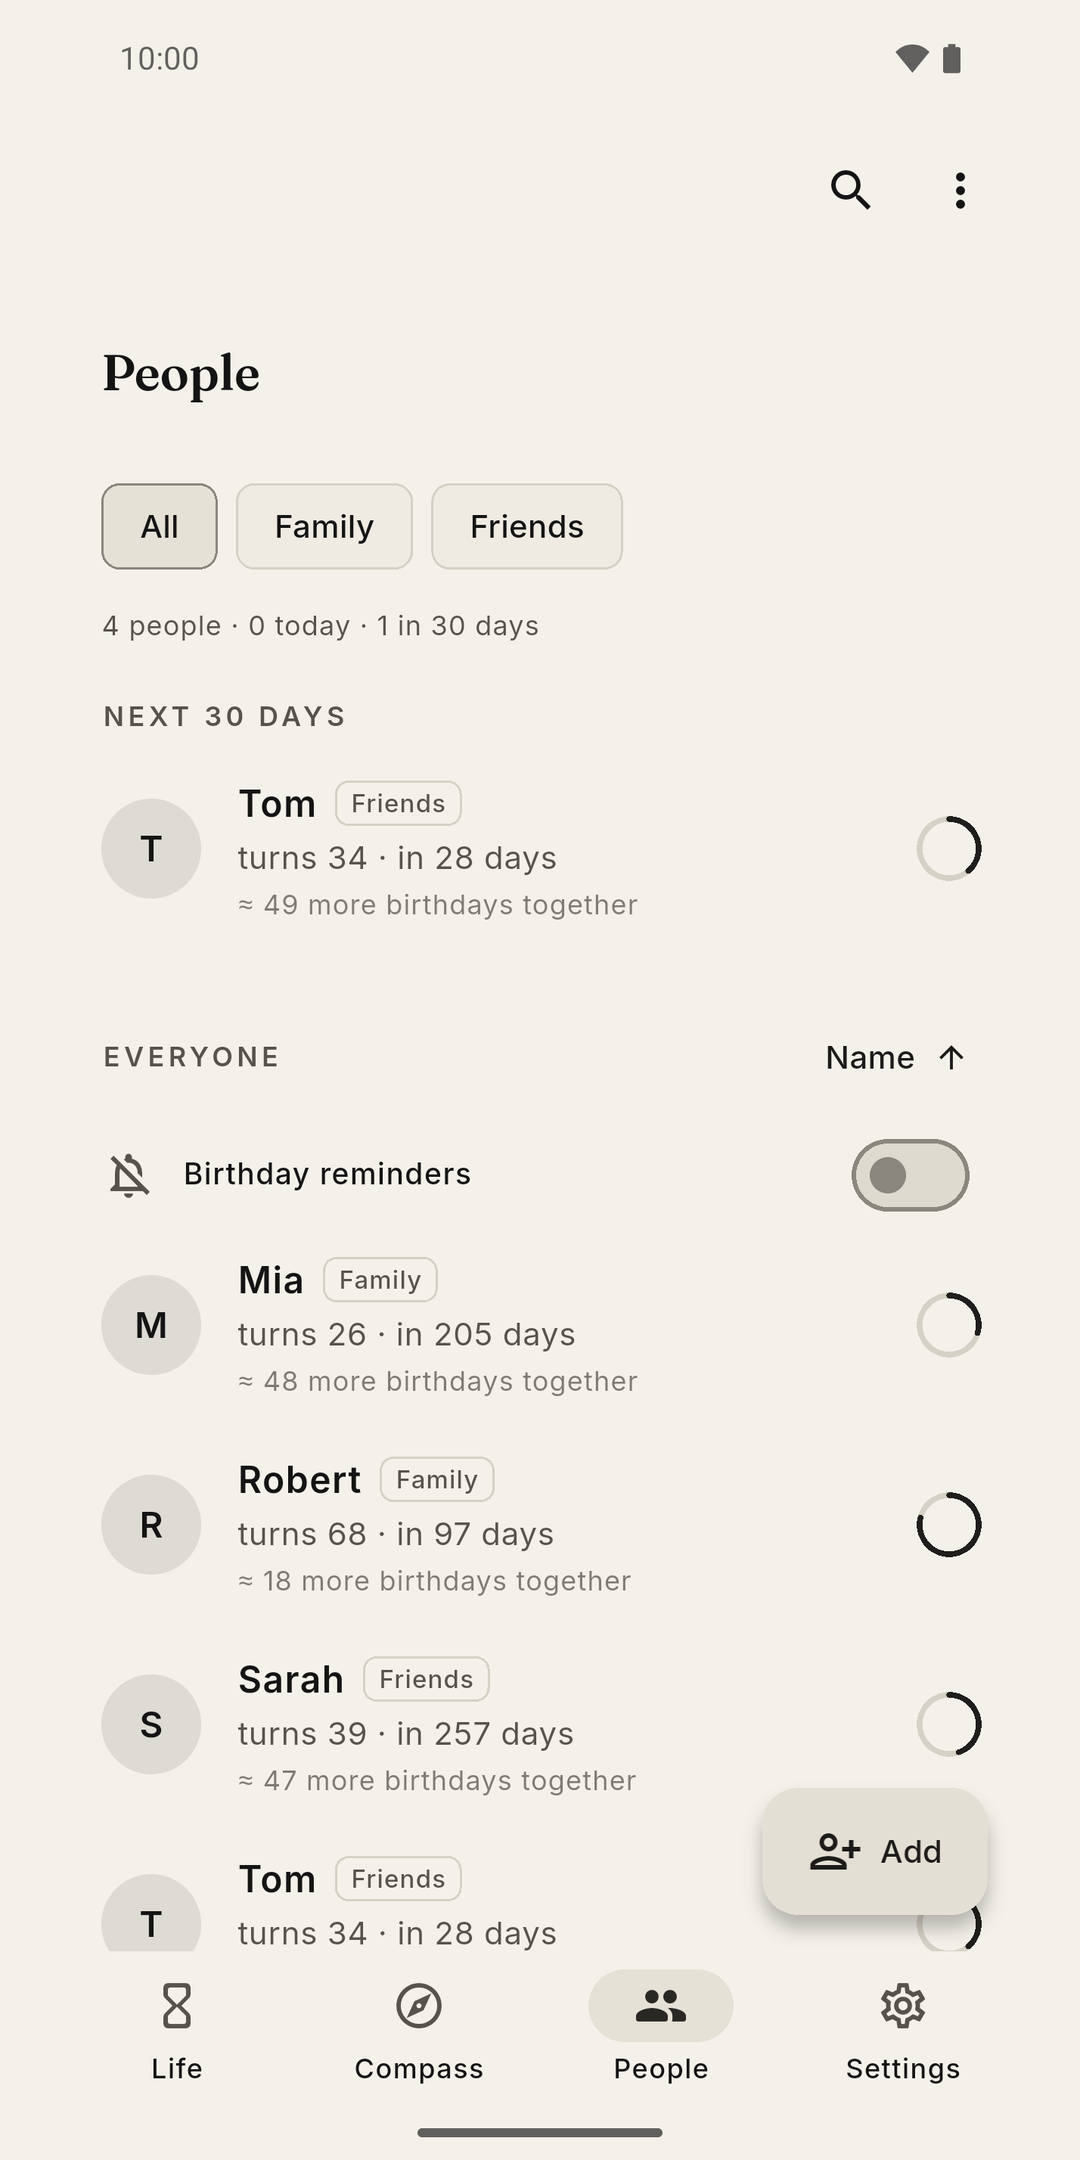 10:00
People
All
Family
Friends
4 people · 0 today · 1 in 30 days
NEXT 30 DAYS
T
Tom Friends
turns 34 · in 28 days
≈ 49 more birthdays together
EVERYONE
Name
Birthday reminders
M
Mia Family
turns 26 · in 205 days
≈ 48 more birthdays together
R
Robert Family
turns 68 · in 97 days
≈ 18 more birthdays together
S
Sarah Friends
turns 39 · in 257 days
≈ 47 more birthdays together
Add
T
Tom Friends
turns 34 · in 28 days
Life
Compass
People
Settings